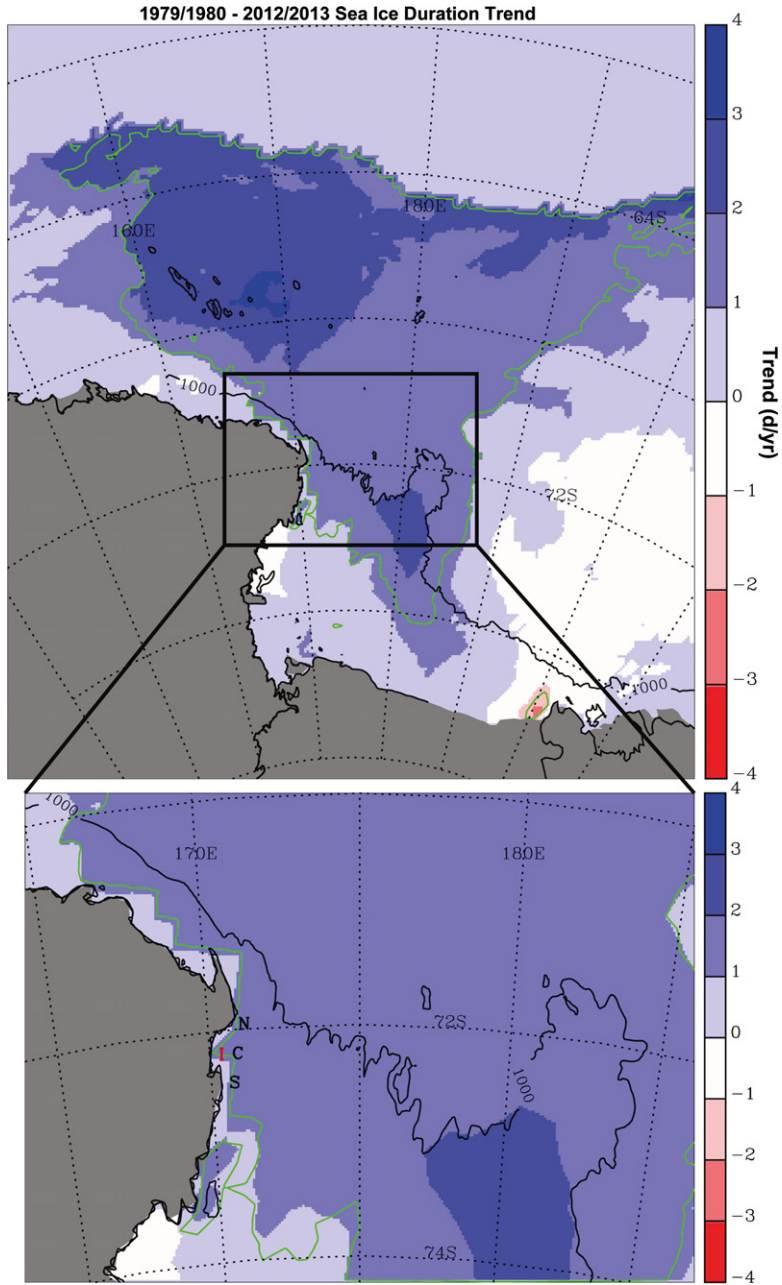 1979/1980 - 2012/2013 Sea Ice Duration Trend
4
3
2
1
0
−1
−2
−3
−4
Trend (d/yr)
160E
180E
64S
1000
72S
1000
4
3
2
1
0
−1
−2
−3
−4
1000
170E
180E
N
72S
I C
S
1000
74S